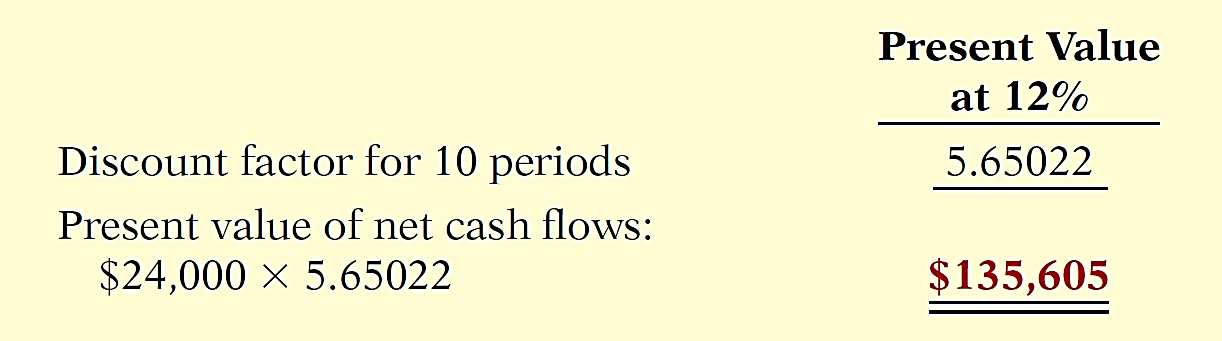 Present Value
at 12%
Discount factor for 10 periods 5.65022
Present value of net cash flows:
$24,000 × 5.65022 $135,605